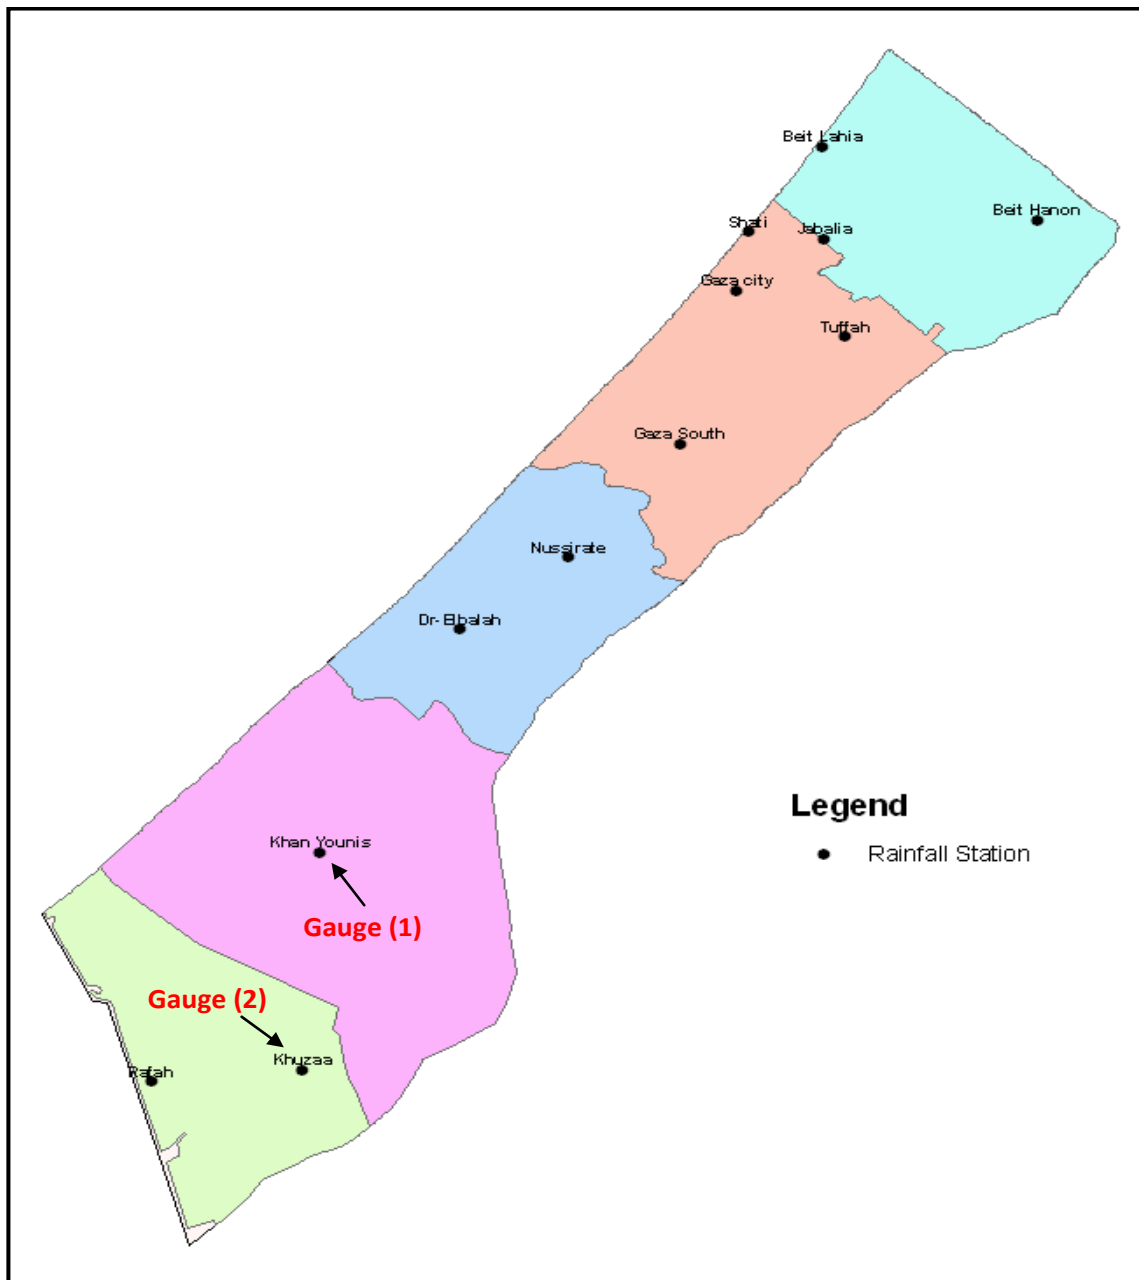 Beit Lahia
Beit Hanon
Shati
Jabalia
Gaza city
Tuffah
Gaza South
Nussirate
Dr-Elbalah
Legend
Khan Younis
Rainfall Station
Gauge (1)
Gauge (2)
Khuzaa
Rafah